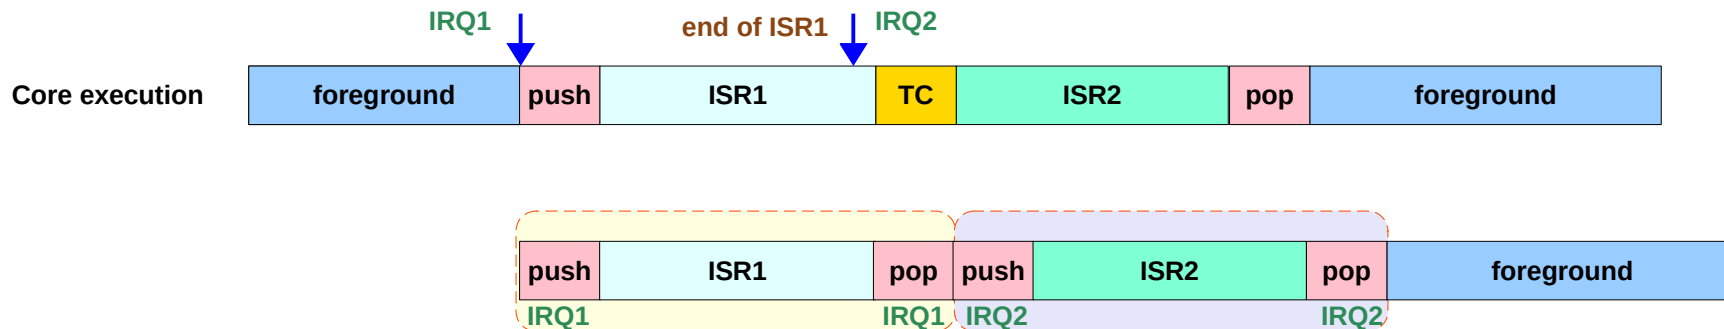 IRQ1 end of ISR1 IRQ2
Core execution foreground push ISR1 TC ISR2 pop foreground
push ISR1 pop push ISR2 pop foreground
IRQ1 IRQ1 IRQ2 IRQ2